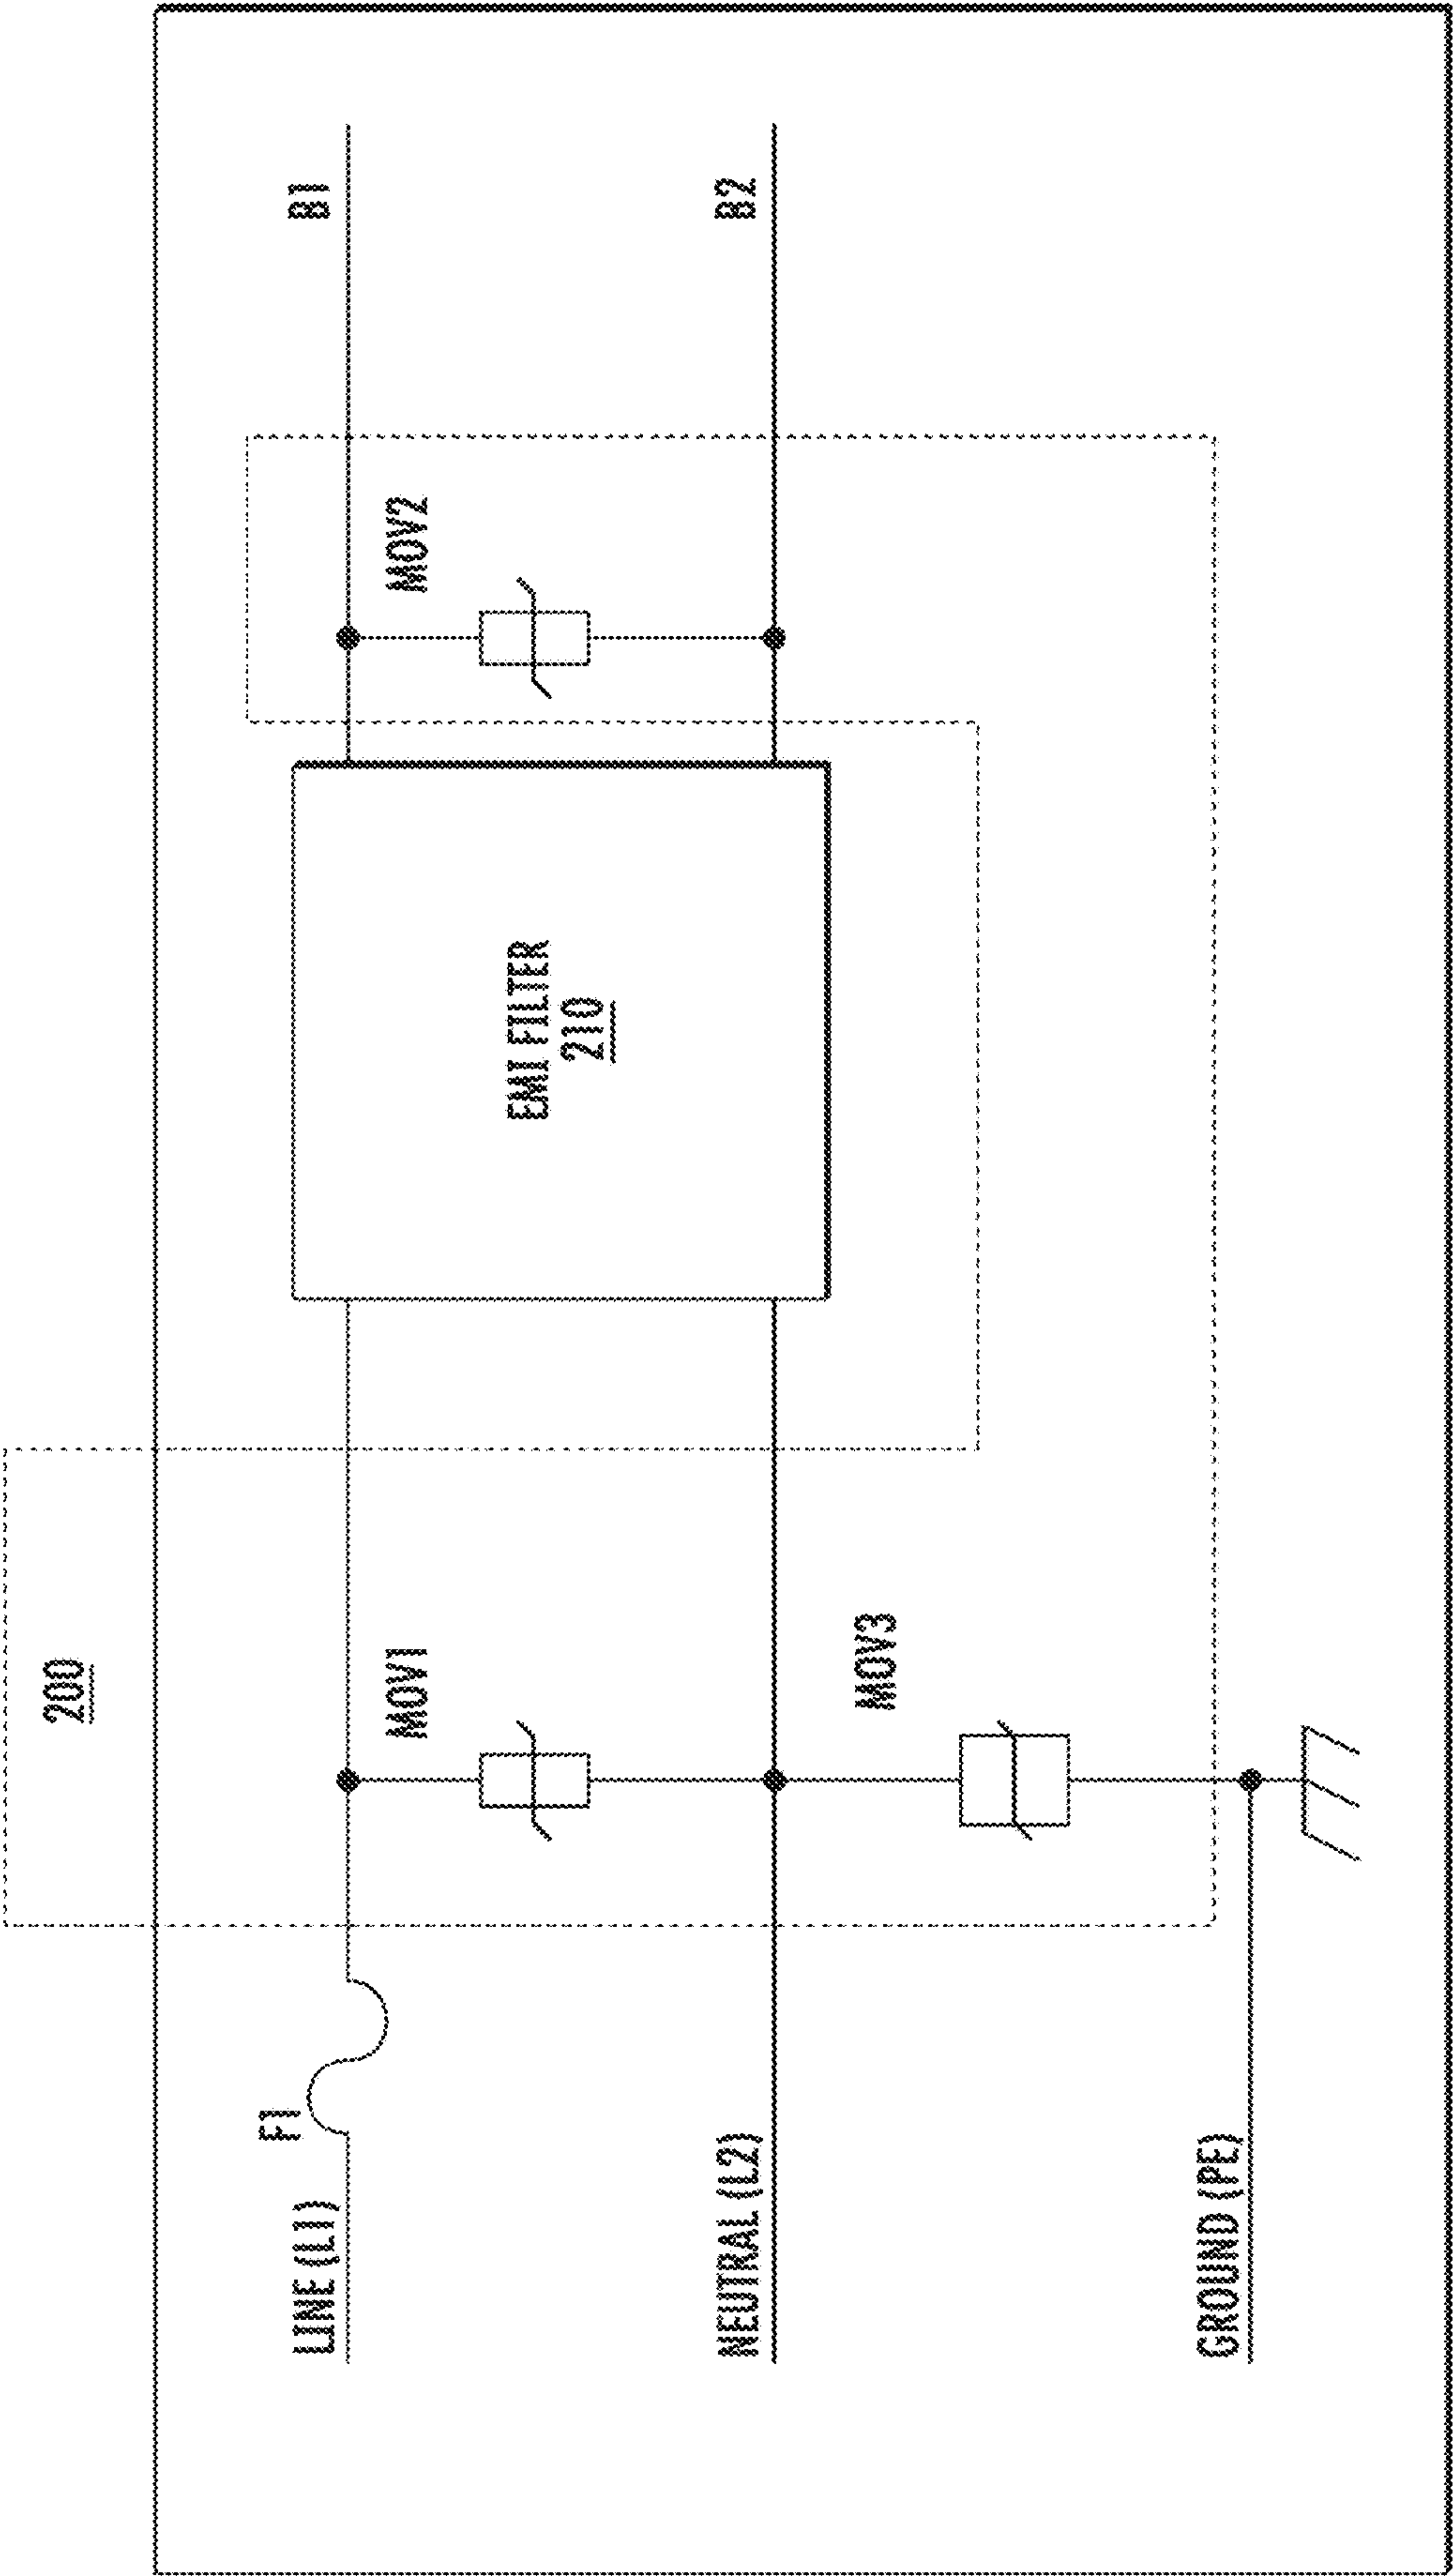 200
F1
LINE (L1)
MOV1
EMI FILTER
210
MOV2
B1
NEUTRAL (L2)
MOV3
B2
GROUND (PE)